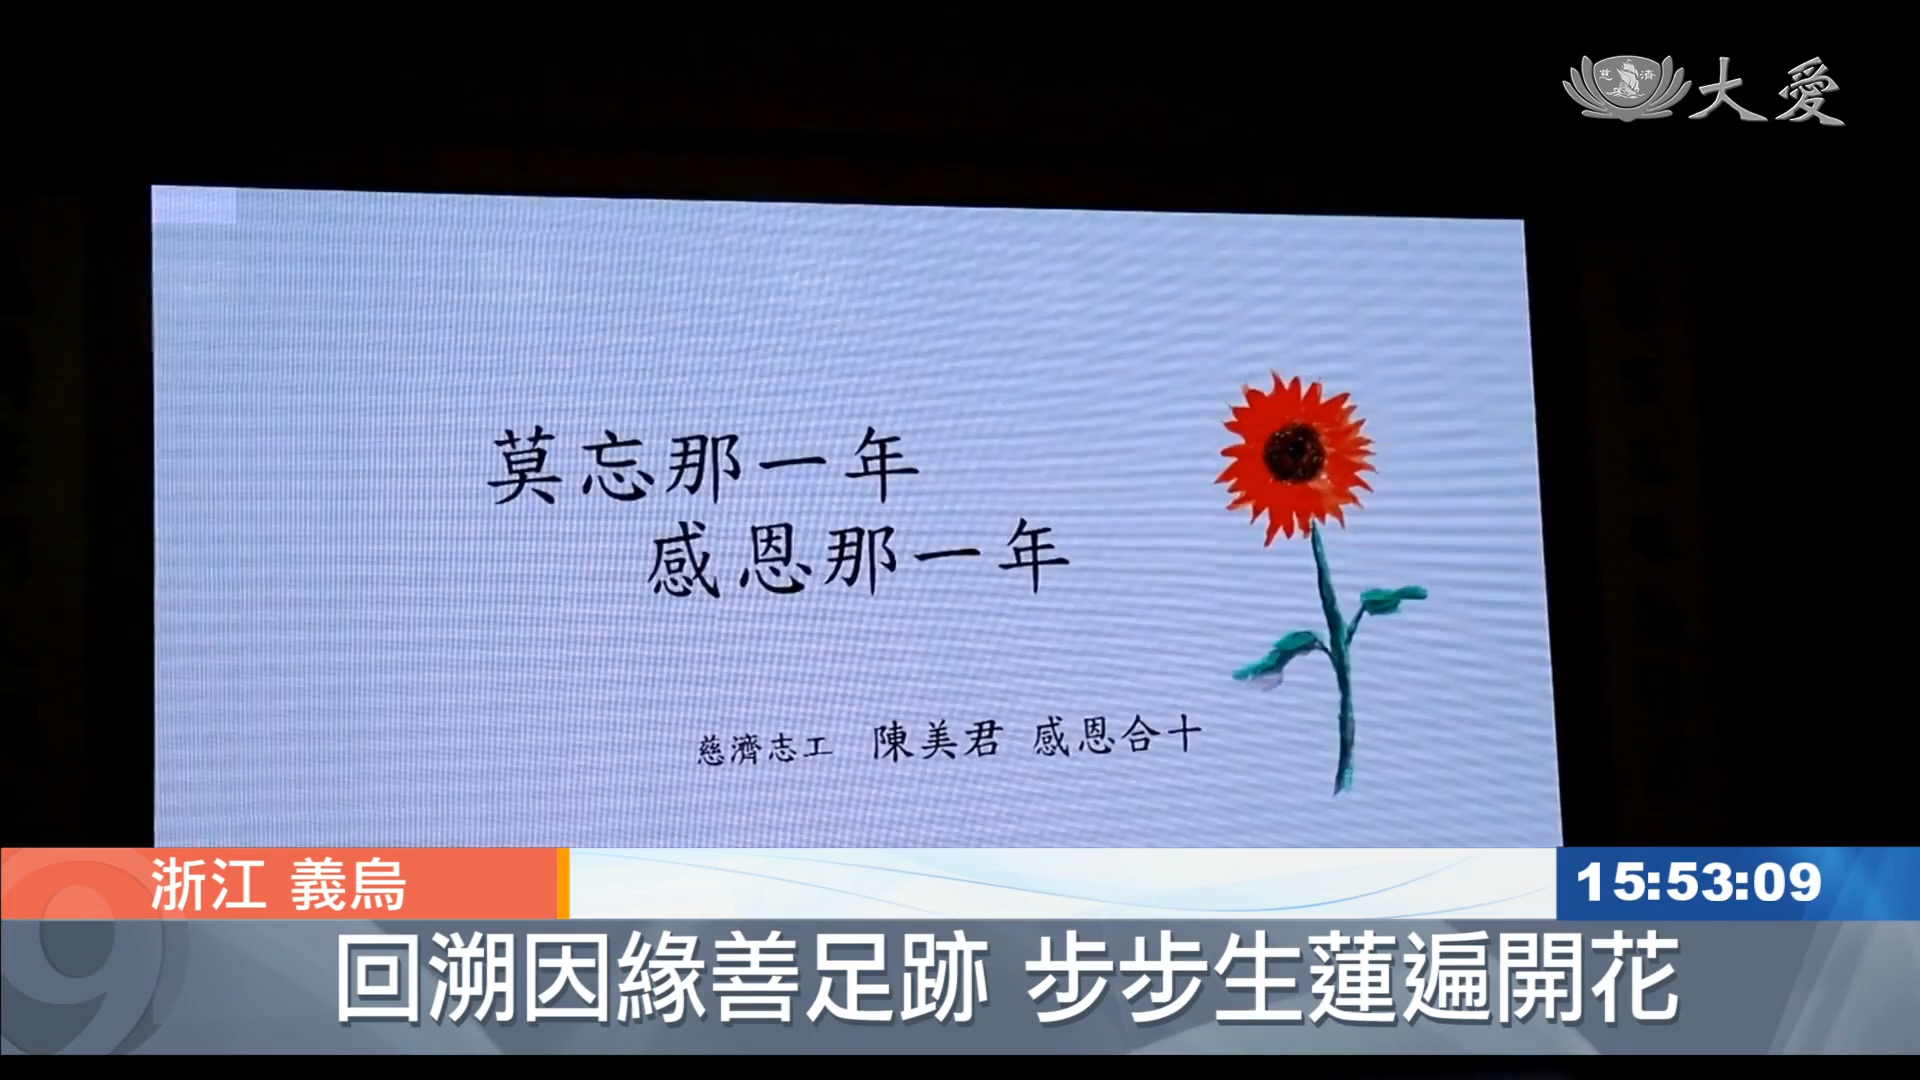 慈濟
大愛
莫忘那一年
感恩那一年
慈濟志工 陳美君 感恩合十
浙江 義烏
15:53:09
回溯因緣善足跡 步步生蓮遍開花